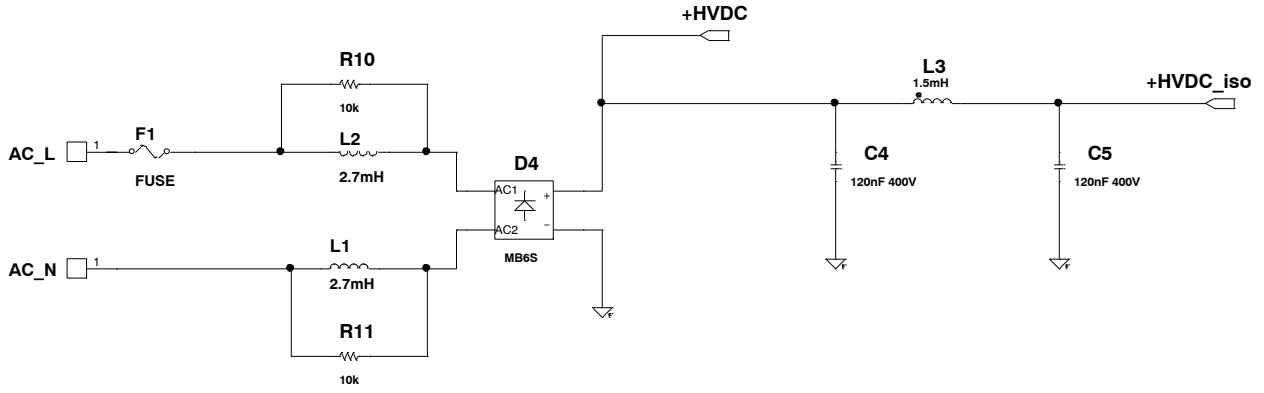 +HVDC
R10
10k
L3
1.5mH
+HVDC_iso
AC_L
1
F1
FUSE
L2
2.7mH
D4
AC1
+
AC2
–
MB6S
C4
120nF 400V
C5
120nF 400V
AC_N
1
L1
2.7mH
R11
10k